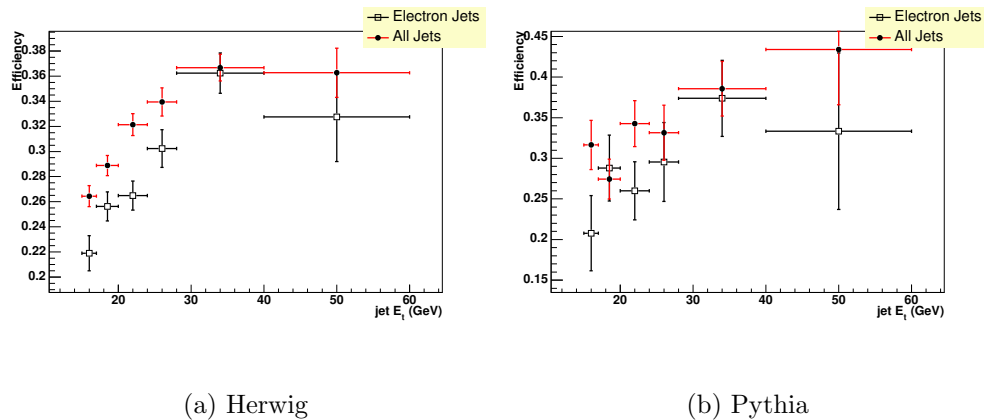 Electron Jets
All Jets
Efficiency
0.38
0.36
0.34
0.32
0.3
0.28
0.26
0.24
0.22
0.2
20 30 40 50 60
jet Et (GeV)
(a) Herwig
Electron Jets
All Jets
Efficiency
0.45
0.4
0.35
0.3
0.25
0.2
0.15
20 30 40 50 60
jet Et (GeV)
(b) Pythia